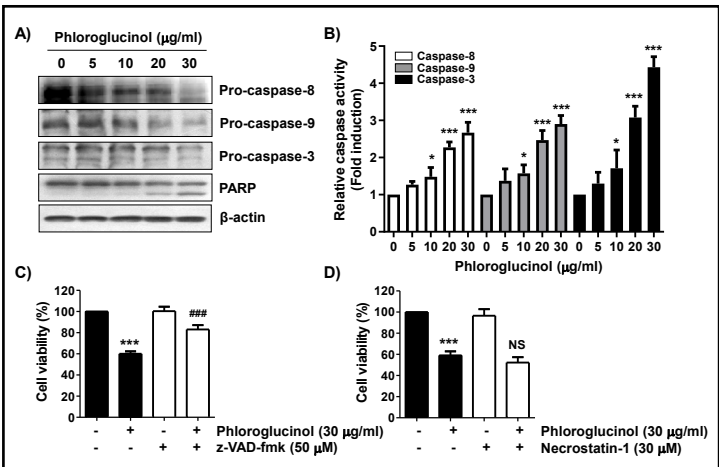 A)
Phloroglucinol (µg/ml)
0 5 10 20 30
Pro-caspase-8
Pro-caspase-9
Pro-caspase-3
PARP
β-actin
B)
Relative caspase activity
(Fold induction)
5
4
3
2
1
0
Caspase-8
Caspase-9
Caspase-3
* *** ***
* *** ***
* *** ***
0 5 10 20 30 0 5 10 20 30 0 5 10 20 30
Phloroglucinol (µg/ml)
C)
Cell viability (%)
120
100
80
60
40
20
0
***
###
- + - + Phloroglucinol (30 µg/ml)
- - + + z-VAD-fmk (50 µM)
D)
Cell viability (%)
120
100
80
60
40
20
0
***
NS
- + - + Phloroglucinol (30 µg/ml)
- - + + Necrostatin-1 (30 µM)